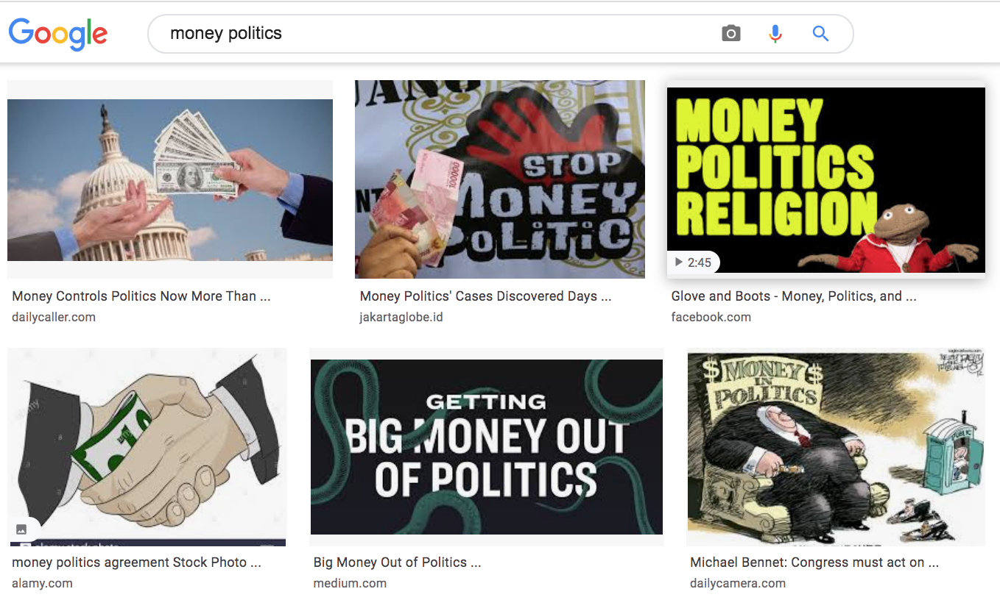 Google
money politics
UANG
STOP
MONEY
POLITIC
100000
MONEY
POLITICS
RELIGION
2:45
Money Controls Politics Now More Than ...
dailycaller.com
Money Politics' Cases Discovered Days ...
jakartaglobe.id
Glove and Boots - Money, Politics, and ...
facebook.com
GETTING
BIG MONEY OUT
OF POLITICS
$ MONEY $
IN
POLITICS
PUBLIC
money politics agreement Stock Photo ...
alamy.com
Big Money Out of Politics ...
medium.com
Michael Bennet: Congress must act on ...
dailycamera.com